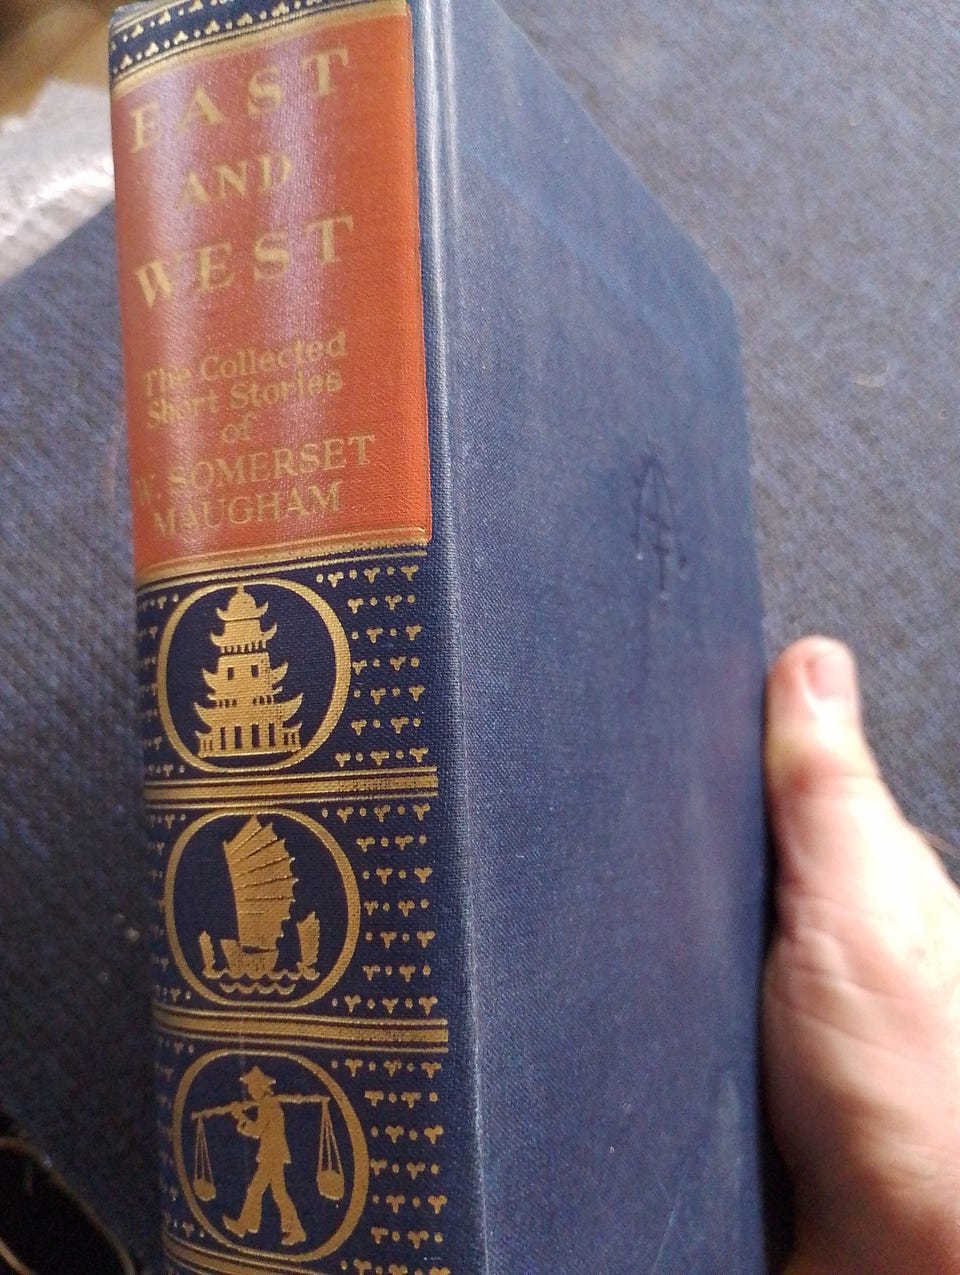 EAST
AND
WEST
The Collected
Short Stories
of
W. SOMERSET
MAUGHAM